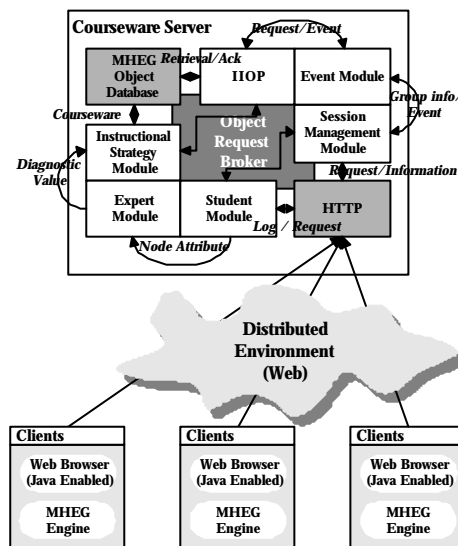 Courseware Server
Request/Event
Retrieval/Ack
MHEG
Object
Database
IIOP
Event Module
Group info/
Event
Courseware
Object
Request
Broker
Session
Management
Module
Instructional
Strategy
Module
Diagnostic
Value
Request/Information
Expert
Module
Student
Module
HTTP
Log / Request
Node Attribute
Distributed
Environment
(Web)
Clients
Web Browser
(Java Enabled)
MHEG
Engine
Clients
Web Browser
(Java Enabled)
MHEG
Engine
Clients
Web Browser
(Java Enabled)
MHEG
Engine